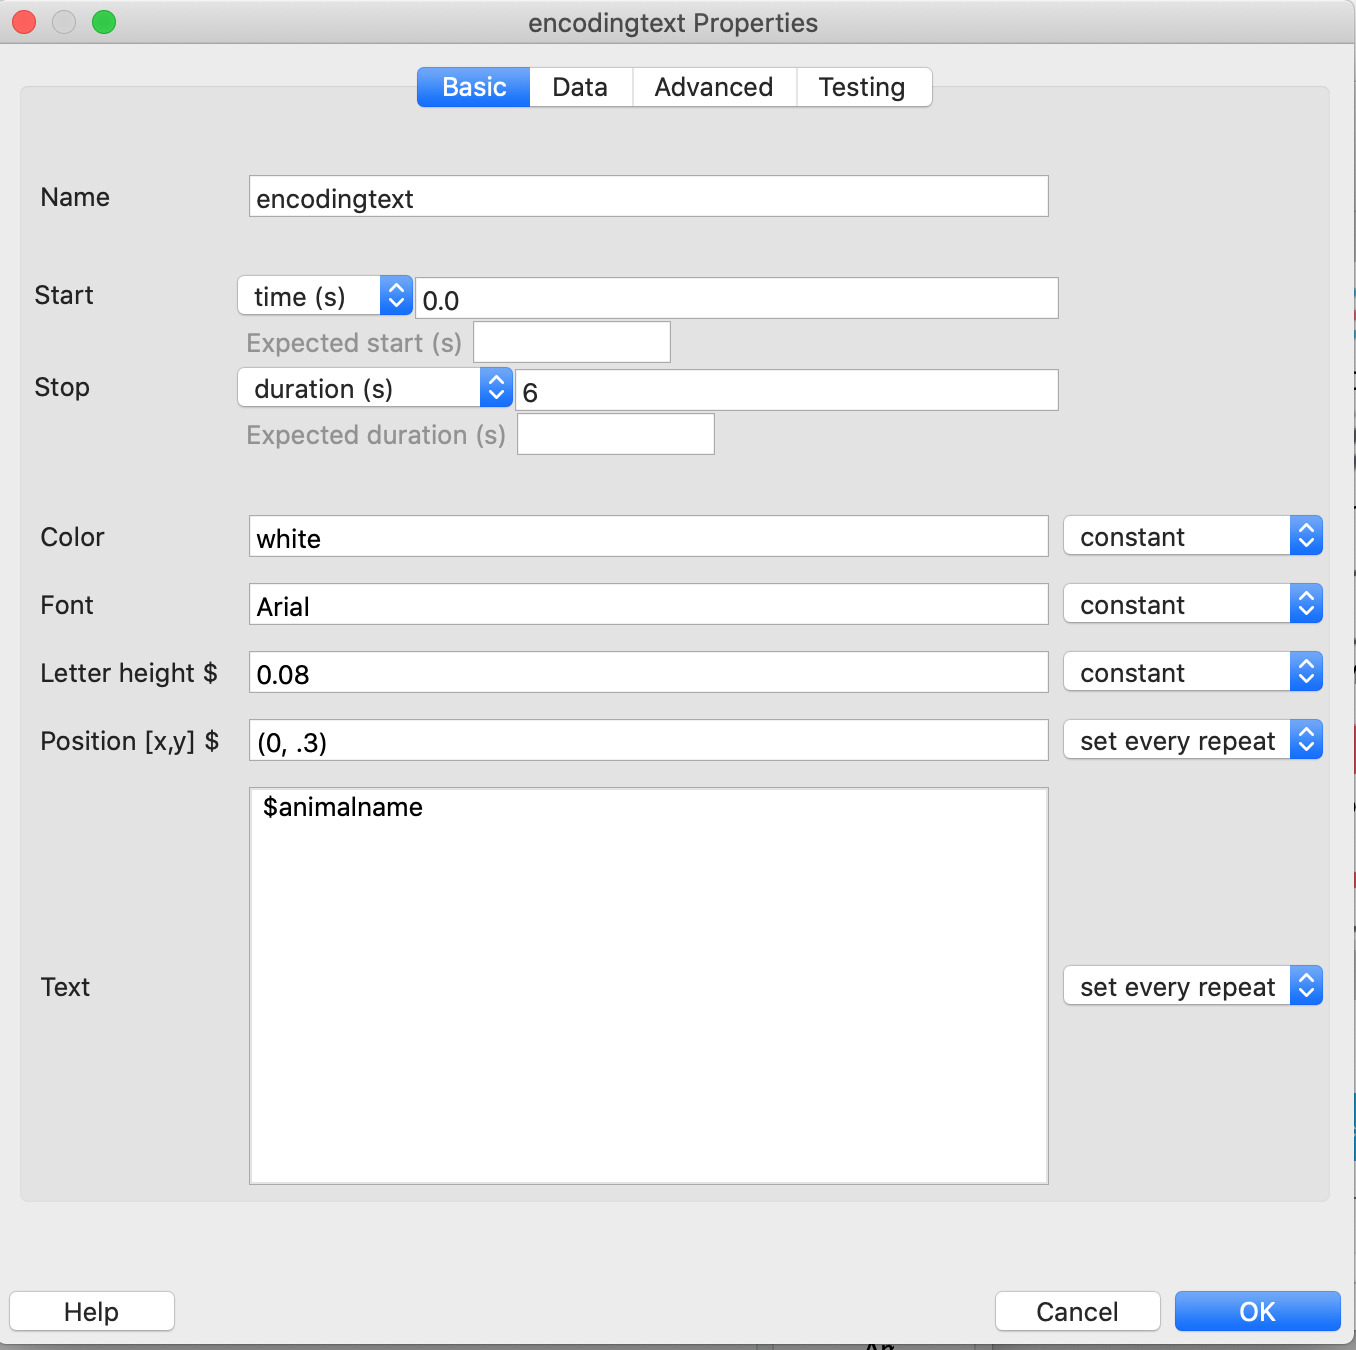 encodingtext Properties
Basic Data Advanced Testing
Name encodingtext
Start time (s) 0.0
Expected start (s)
Stop duration (s) 6
Expected duration (s)
Color white constant
Font Arial constant
Letter height $ 0.08 constant
Position [x,y] $ (0, .3) set every repeat
$animalname
Text set every repeat
Help Cancel OK